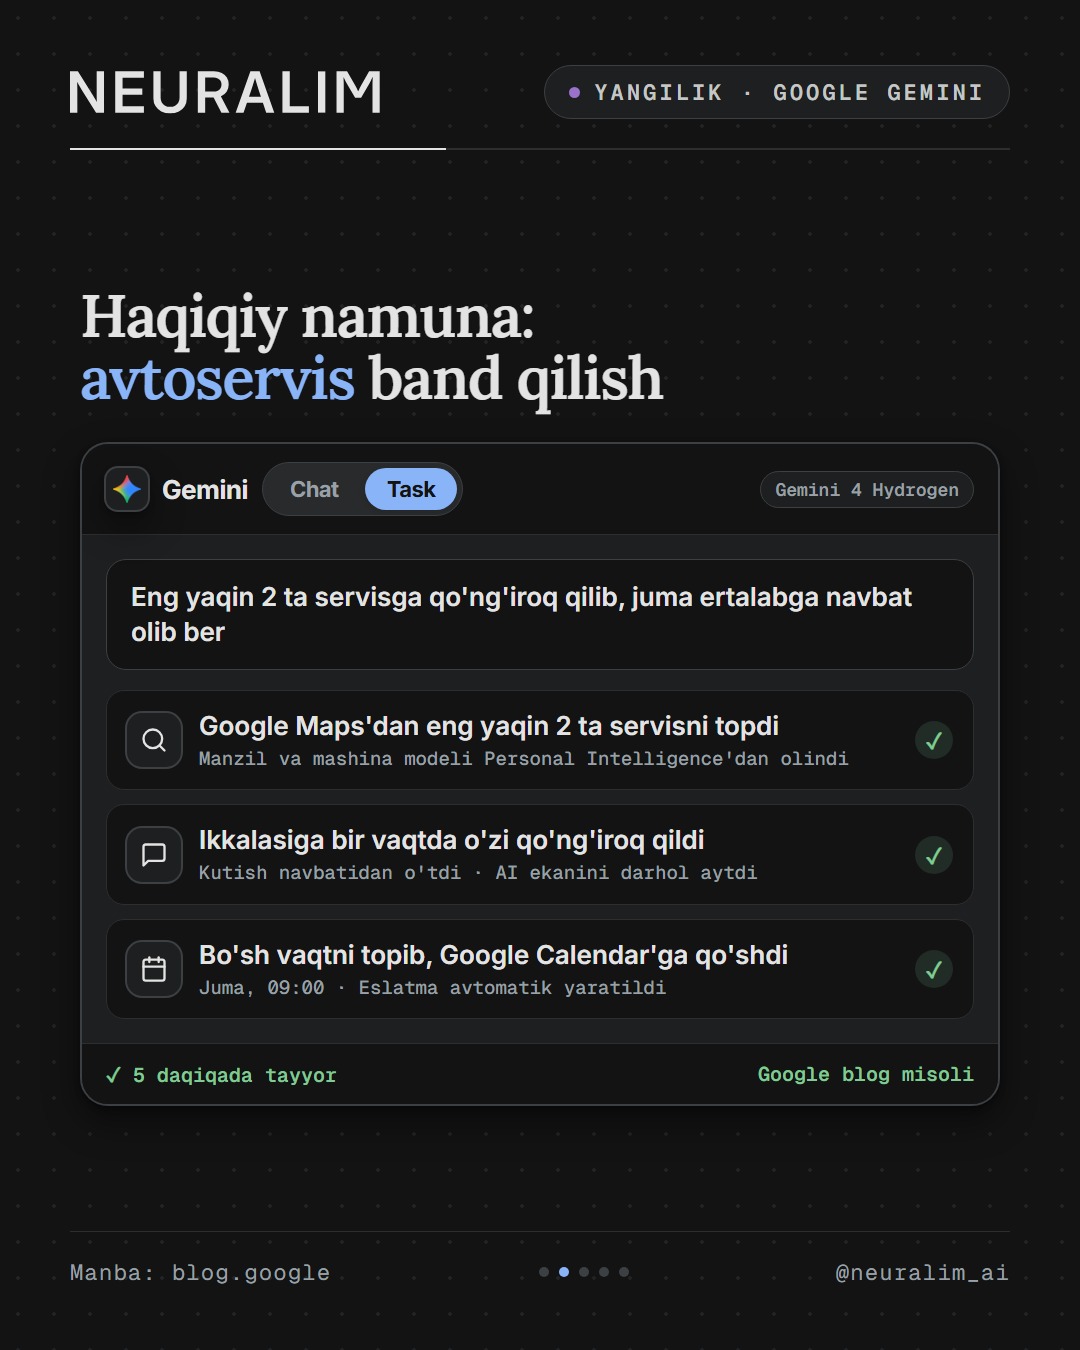 NEURALIM
YANGILIK · GOOGLE GEMINI
Haqiqiy namuna:
avtoservis band qilish
Gemini
Chat
Task
Gemini 4 Hydrogen
Eng yaqin 2 ta servisga qo'ng'iroq qilib, juma ertalabga navbat
olib ber
Google Maps'dan eng yaqin 2 ta servisni topdi
Manzil va mashina modeli Personal Intelligence'dan olindi
✓
Ikkalasiga bir vaqtda o'zi qo'ng'iroq qildi
Kutish navbatidan o'tdi · AI ekanini darhol aytdi
✓
Bo'sh vaqtni topib, Google Calendar'ga qo'shdi
Juma, 09:00 · Eslatma avtomatik yaratildi
✓
✓ 5 daqiqada tayyor
Google blog misoli
Manba: blog.google
@neuralim_ai